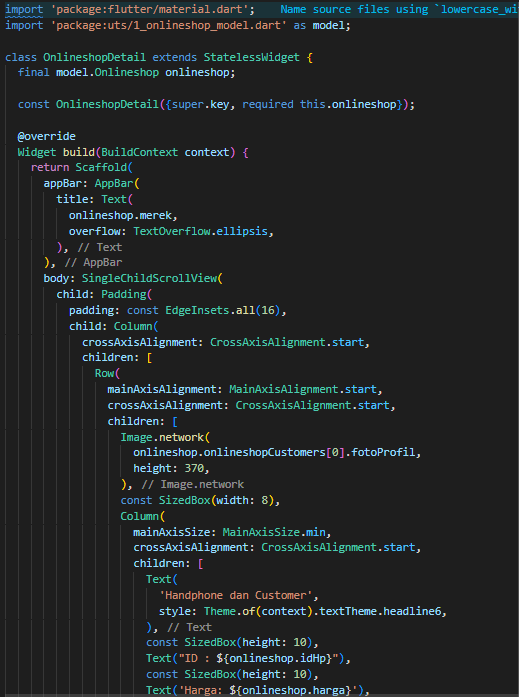 import 'package:flutter/material.dart';    Name source files using `lowercase_wi
import 'package:uts/1_onlineshop_model.dart' as model;

class OnlineshopDetail extends StatelessWidget {
  final model.Onlineshop onlineshop;

  const OnlineshopDetail({super.key, required this.onlineshop});

  @override
  Widget build(BuildContext context) {
    return Scaffold(
      appBar: AppBar(
        title: Text(
          onlineshop.merek,
          overflow: TextOverflow.ellipsis,
        ), // Text
      ), // AppBar
      body: SingleChildScrollView(
        child: Padding(
          padding: const EdgeInsets.all(16),
          child: Column(
            crossAxisAlignment: CrossAxisAlignment.start,
            children: [
              Row(
                mainAxisAlignment: MainAxisAlignment.start,
                crossAxisAlignment: CrossAxisAlignment.start,
                children: [
                  Image.network(
                    onlineshop.onlineshopCustomers[0].fotoProfil,
                    height: 370,
                  ), // Image.network
                  const SizedBox(width: 8),
                  Column(
                    mainAxisSize: MainAxisSize.min,
                    crossAxisAlignment: CrossAxisAlignment.start,
                    children: [
                      Text(
                        'Handphone dan Customer',
                        style: Theme.of(context).textTheme.headline6,
                      ), // Text
                      const SizedBox(height: 10),
                      Text("ID : ${onlineshop.idHp}"),
                      const SizedBox(height: 10),
                      Text('Harga: ${onlineshop.harga}'),